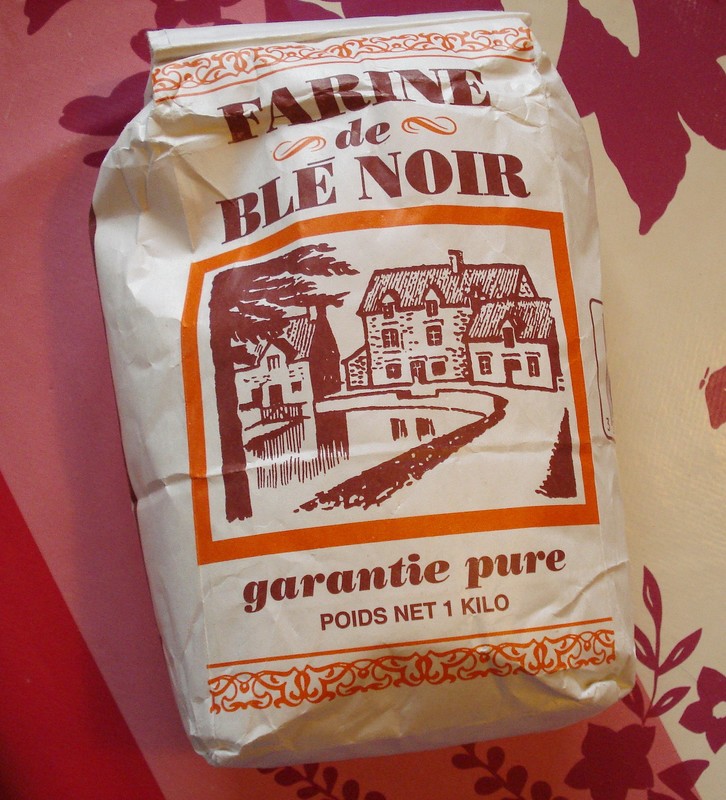 FARINE
de
BLÉ NOIR
garantie pure
POIDS NET 1 KILO